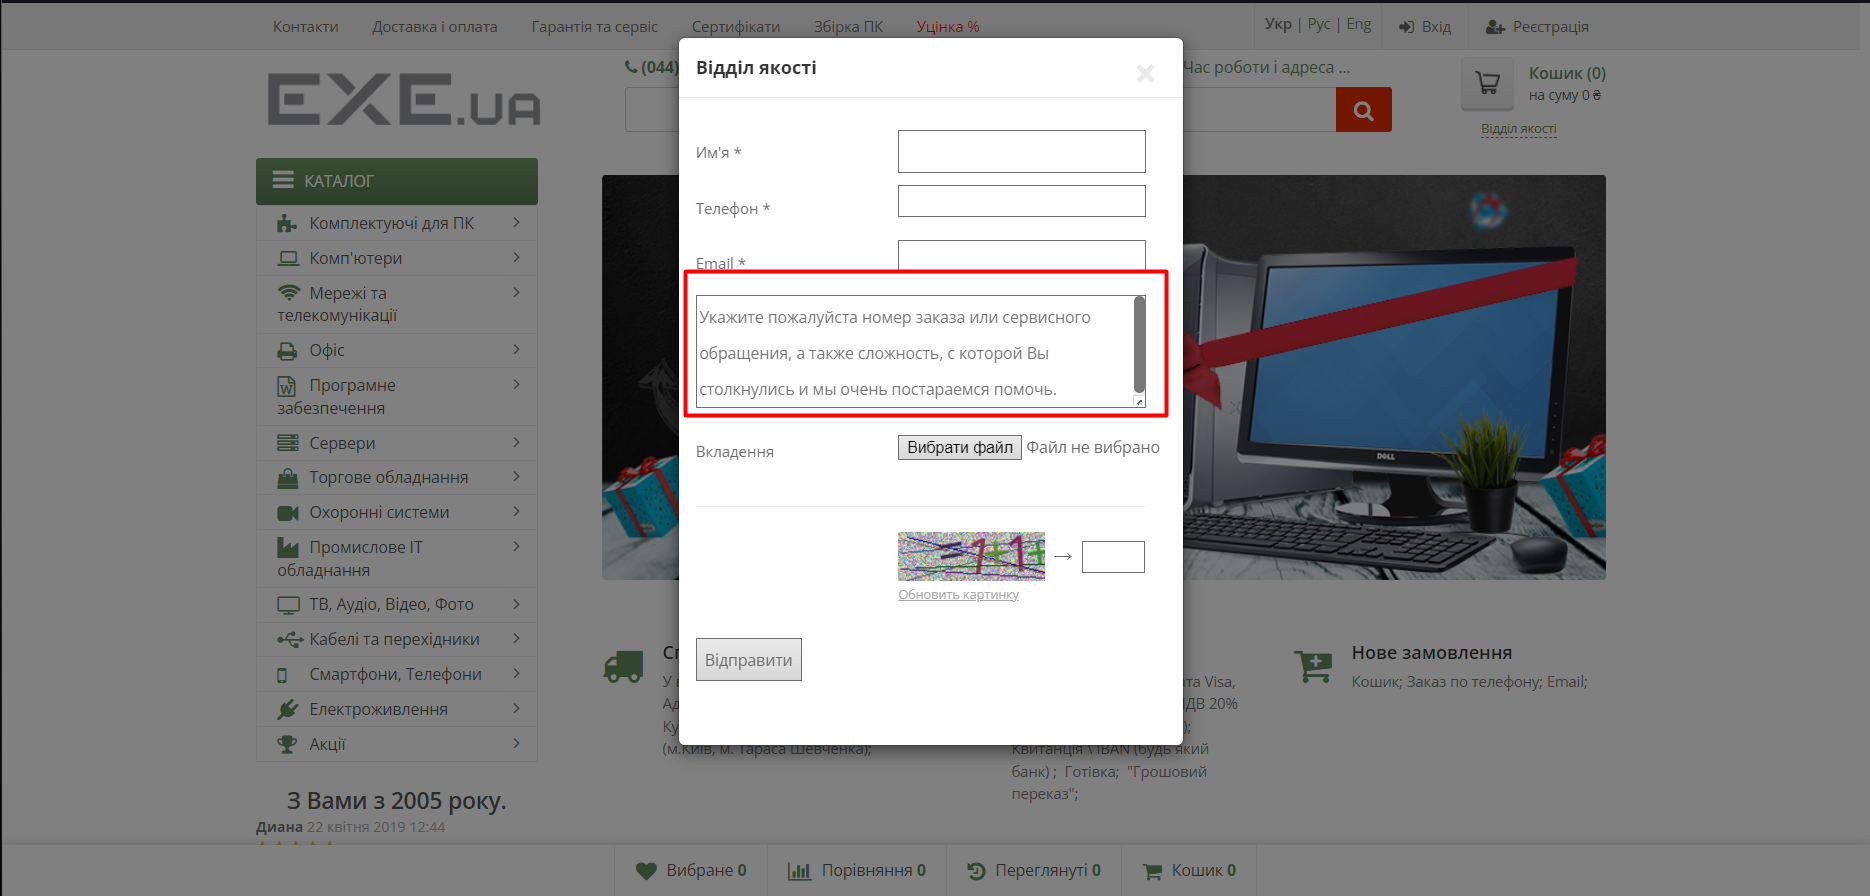 Контакти Доставка і оплата Гарантія та сервіс Сертифікати Збірка ПК Уцінка %
Укр | Рус | Eng Вхід Реєстрація
EXE.UA
(044)
Час роботи і адреса ...
Кошик (0)
на суму 0 ₴
Відділ якості
КАТАЛОГ
Комплектуючі для ПК
Комп'ютери
Мережі та
телекомунікації
Офіс
Програмне
забезпечення
Сервери
Торгове обладнання
Охоронні системи
Промислове ІТ
обладнання
ТВ, Аудіо, Відео, Фото
Кабелі та перехідники
Смартфони, Телефони
Електроживлення
Акції
З Вами з 2005 року.
Диана 22 квітня 2019 12:44
Відділ якості
Им'я *
Телефон *
Email *
Укажите пожалуйста номер заказа или сервисного
обращения, а также сложность, с которой Вы
столкнулись и мы очень постараемся помочь.
Вкладення Вибрати файл Файл не вибрано
=1+1+ →
Обновить картинку
Відправити
DELL
(м.Київ, м. Тараса Шевченка);
Visa,
20%
Квитанція \ IBAN (будь який
банк) ; Готівка; "Грошовий
переказ";
Нове замовлення
Кошик; Заказ по телефону; Email;
Вибране 0 Порівняння 0 Переглянуті 0 Кошик 0